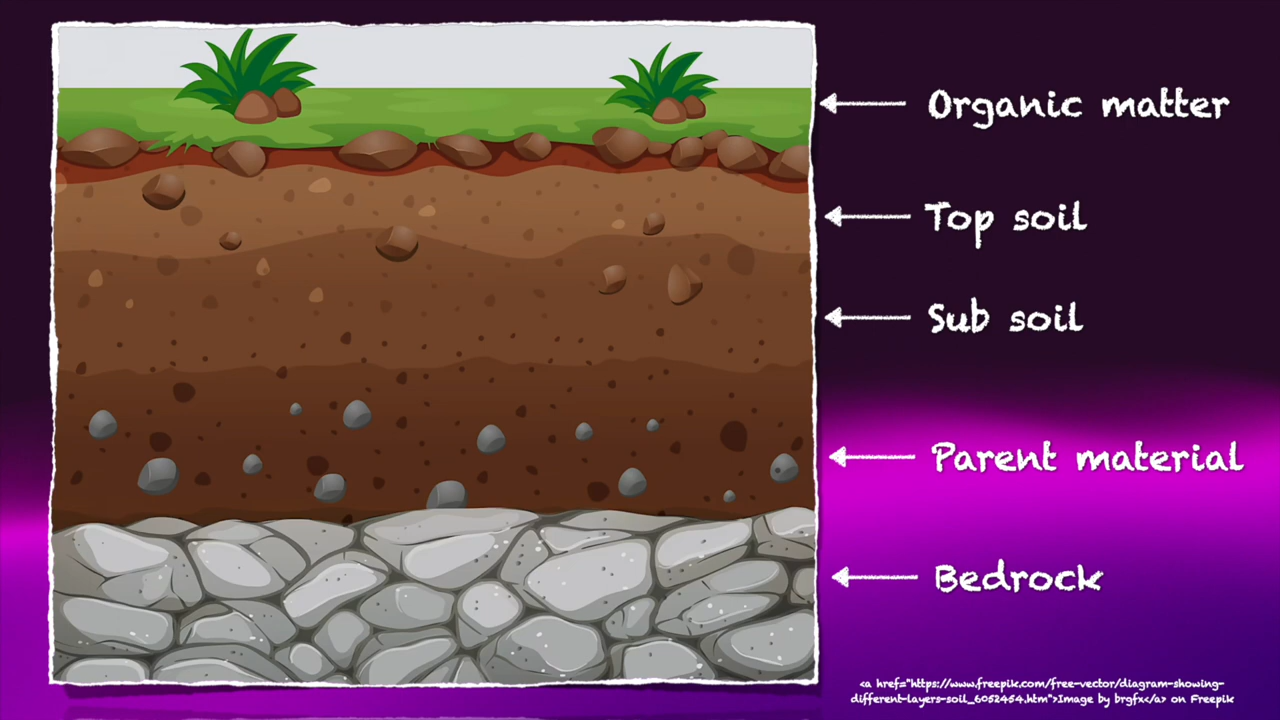 Organic matter
Top soil
Sub soil
Parent material
Bedrock
<a href="https://www.freepik.com/free-vector/diagram-showing-
different-layers-soil_6052454.htm">Image by brgfx</a> on Freepik